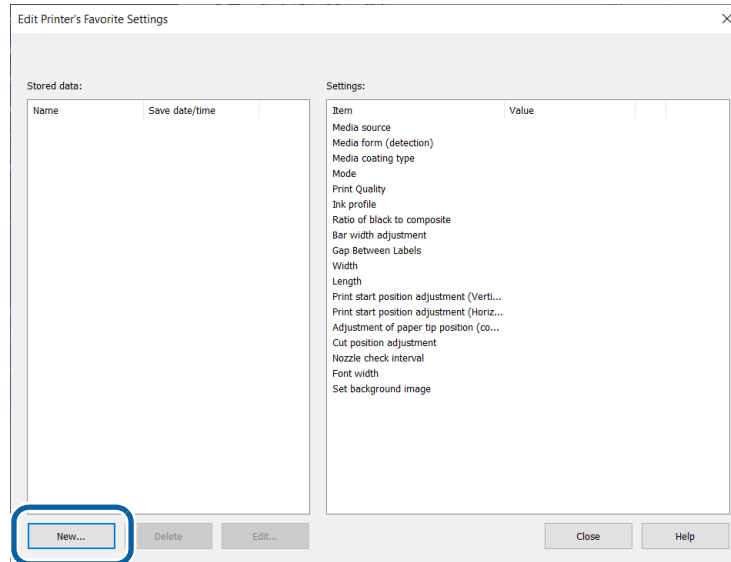 Edit Printer's Favorite Settings
Stored data:
Name Save date/time
Settings:
Item Value
Media source
Media form (detection)
Media coating type
Mode
Print Quality
Ink profile
Ratio of black to composite
Bar width adjustment
Gap Between Labels
Width
Length
Print start position adjustment (Verti...
Print start position adjustment (Horiz...
Adjustment of paper tip position (co...
Cut position adjustment
Nozzle check interval
Font width
Set background image
New... Delete Edit... Close Help